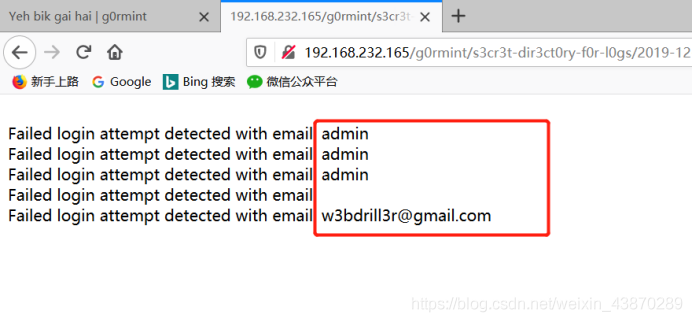 Yeh bik gai hai | g0rmint
192.168.232.165/g0rmint/s3cr3t
192.168.232.165/g0rmint/s3cr3t-dir3ct0ry-f0r-l0gs/2019-12
新手上路 Google Bing 搜索 微信公众平台
Failed login attempt detected with email: admin
Failed login attempt detected with email: admin
Failed login attempt detected with email: admin
Failed login attempt detected with email:
Failed login attempt detected with email: w3bdrill3r@gmail.com
https://blog.csdn.net/weixin_43870289